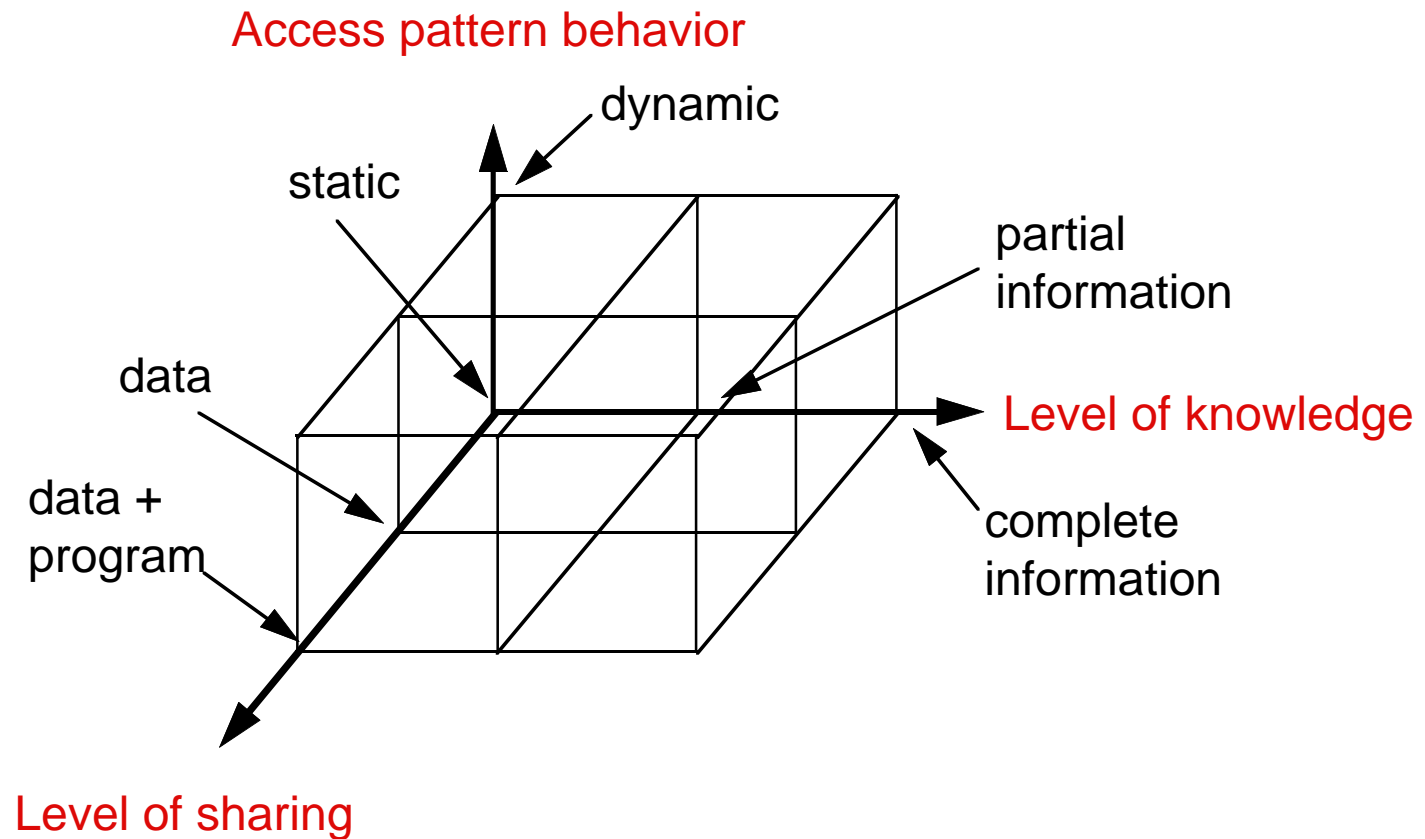 Access pattern behavior
dynamic
static
partial
information
data
Level of knowledge
data +
program
complete
information
Level of sharing